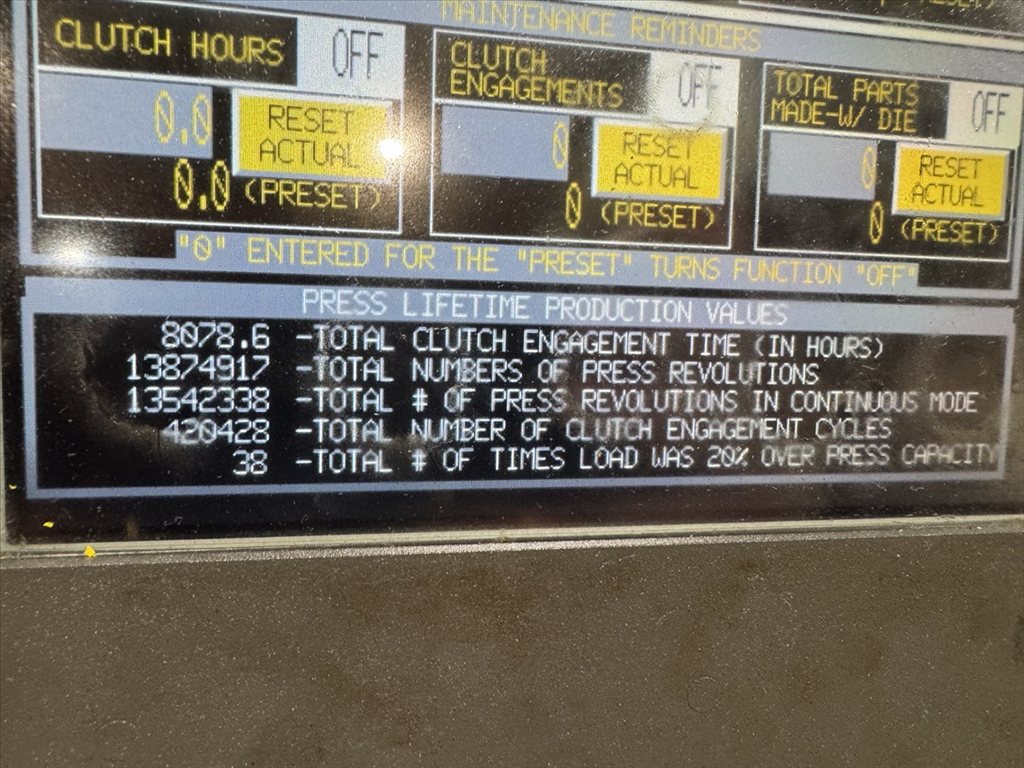 MAINTENANCE REMINDERS
CLUTCH HOURS OFF
0.0 RESET ACTUAL
0.0 (PRESET)
CLUTCH ENGAGEMENTS OFF
0 RESET ACTUAL
0 (PRESET)
TOTAL PARTS MADE-W/ DIE OFF
0 RESET ACTUAL
0 (PRESET)
"0" ENTERED FOR THE "PRESET" TURNS FUNCTION "OFF"
PRESS LIFETIME PRODUCTION VALUES
8078.6 -TOTAL CLUTCH ENGAGEMENT TIME (IN HOURS)
13874917 -TOTAL NUMBERS OF PRESS REVOLUTIONS
13542338 -TOTAL # OF PRESS REVOLUTIONS IN CONTINUOUS MODE
420428 -TOTAL NUMBER OF CLUTCH ENGAGEMENT CYCLES
38 -TOTAL # OF TIMES LOAD WAS 20% OVER PRESS CAPACITY